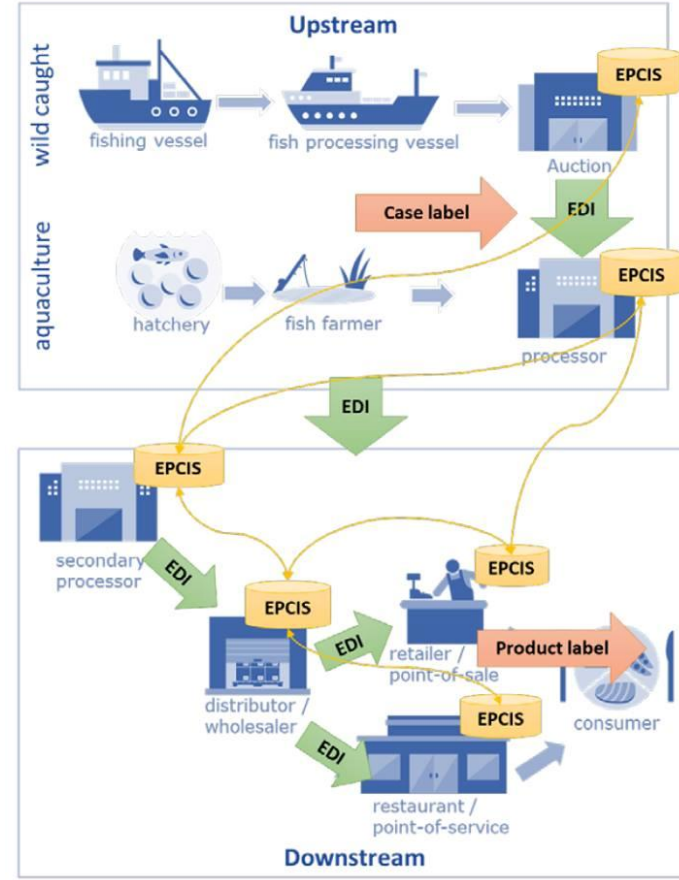 Upstream
wild caught
EPCIS
fishing vessel
fish processing vessel
Auction
Case label
EDI
aquaculture
EPCIS
hatchery
fish farmer
processor
EDI
EPCIS
secondary
processor
EDI
EPCIS
EPCIS
EDI
retailer /
point-of-sale
Product label
distributor /
wholesaler
EPCIS
consumer
EDI
restaurant /
point-of-service
Downstream